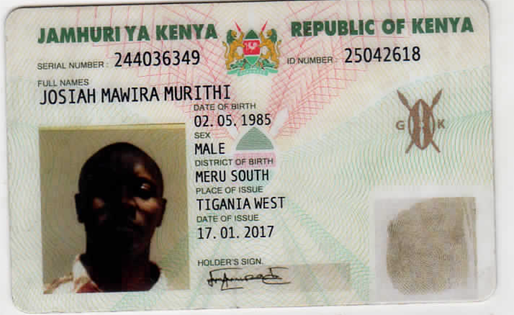 JAMHURI YA KENYA REPUBLIC OF KENYA
SERIAL NUMBER: 244036349 ID NUMBER: 25042618
FULL NAMES
JOSIAH MAWIRA MURITHI
DATE OF BIRTH
02.05.1985
SEX
MALE
DISTRICT OF BIRTH
MERU SOUTH
PLACE OF ISSUE
TIGANIA WEST
DATE OF ISSUE
17.01.2017
HOLDER'S SIGN.
G K